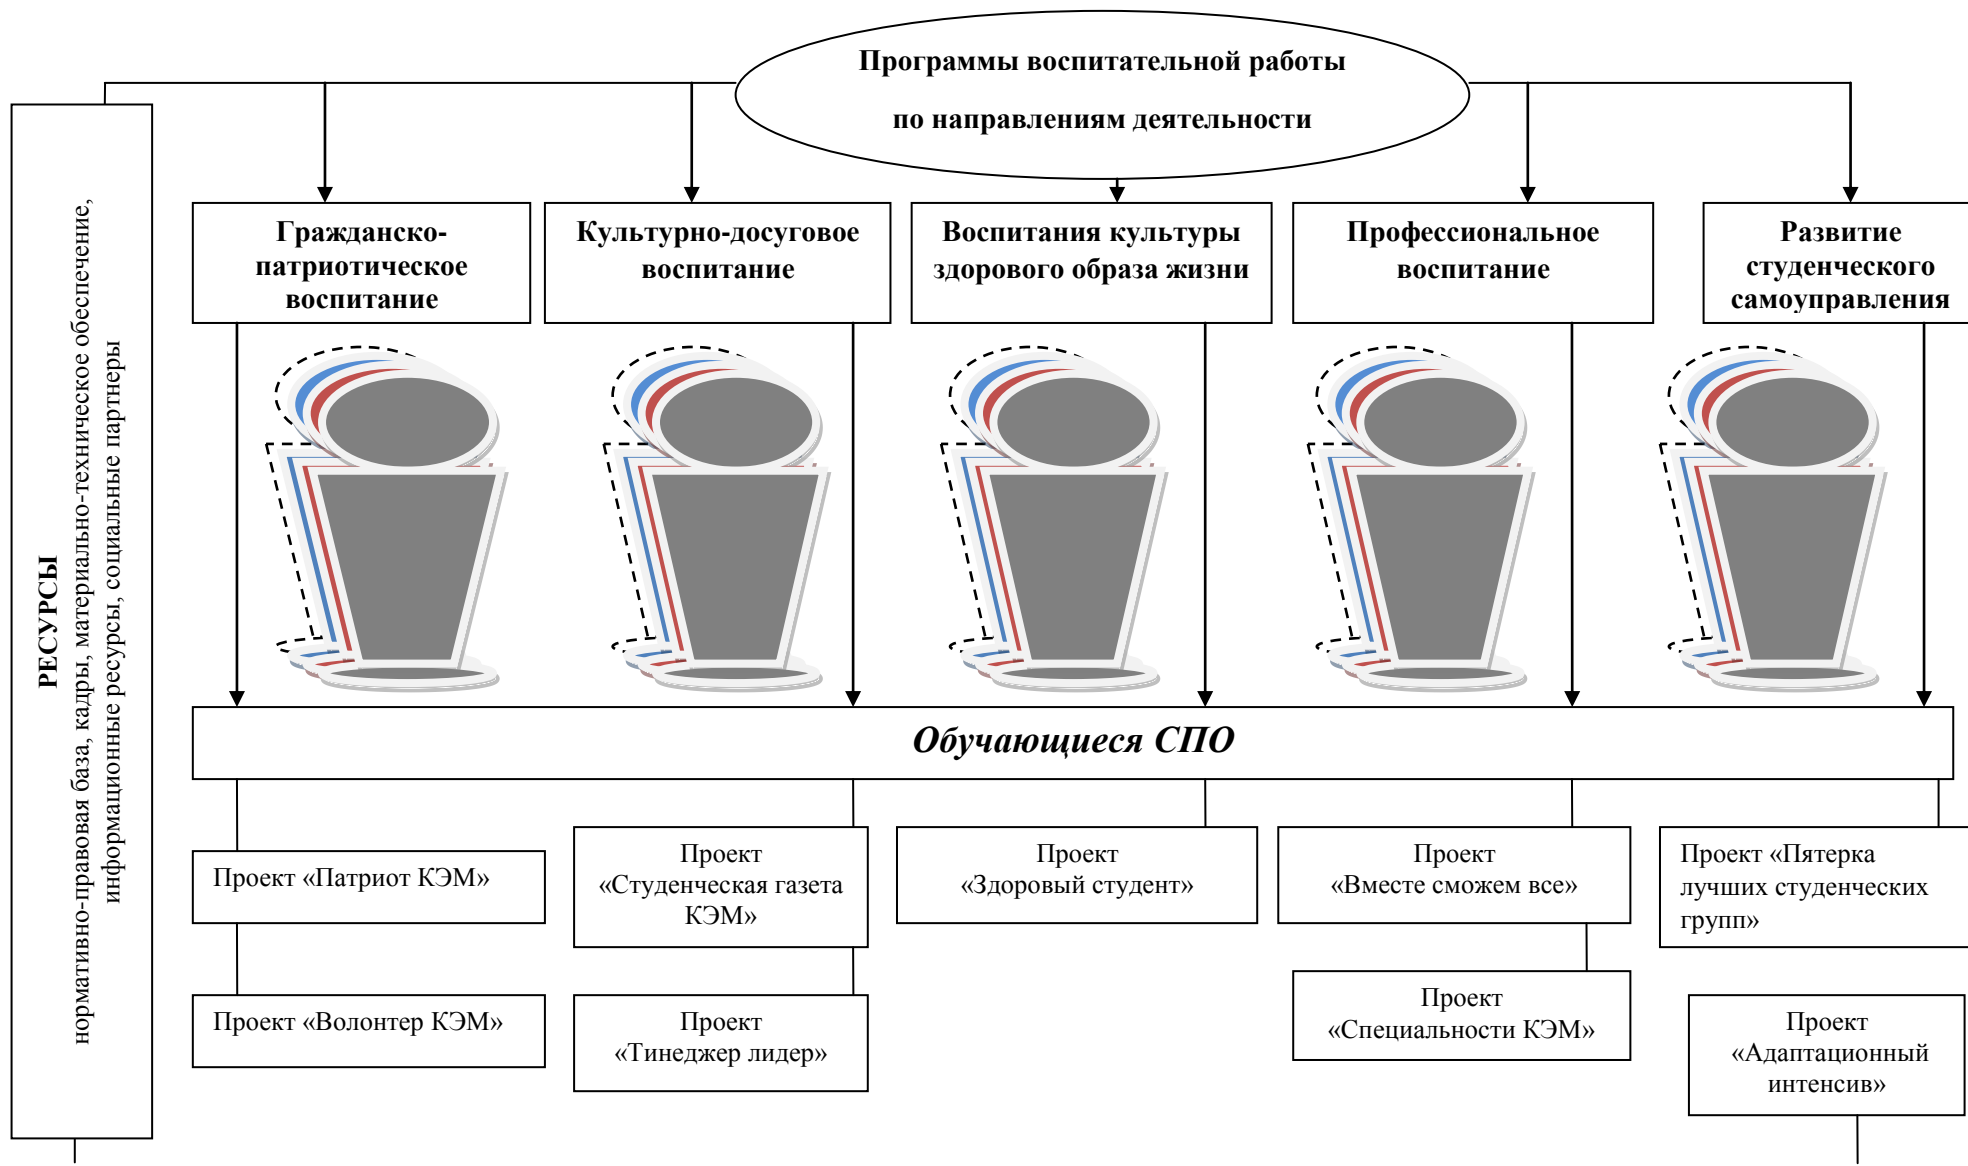 Программы воспитательной работы
по направлениям деятельности
РЕСУРСЫ
нормативно-правовая база, кадры, материально-техническое обеспечение,
информационные ресурсы, социальные партнеры
Гражданско-
патриотическое
воспитание
Культурно-досуговое
воспитание
Воспитания культуры
здорового образа жизни
Профессиональное
воспитание
Развитие
студенческого
самоуправления
Обучающиеся СПО
Проект «Патриот КЭМ»
Проект
«Студенческая газета
КЭМ»
Проект
«Здоровый студент»
Проект
«Вместе сможем все»
Проект «Пятерка
лучших студенческих
групп»
Проект «Волонтер КЭМ»
Проект
«Тинеджер лидер»
Проект
«Специальности КЭМ»
Проект
«Адаптационный
интенсив»